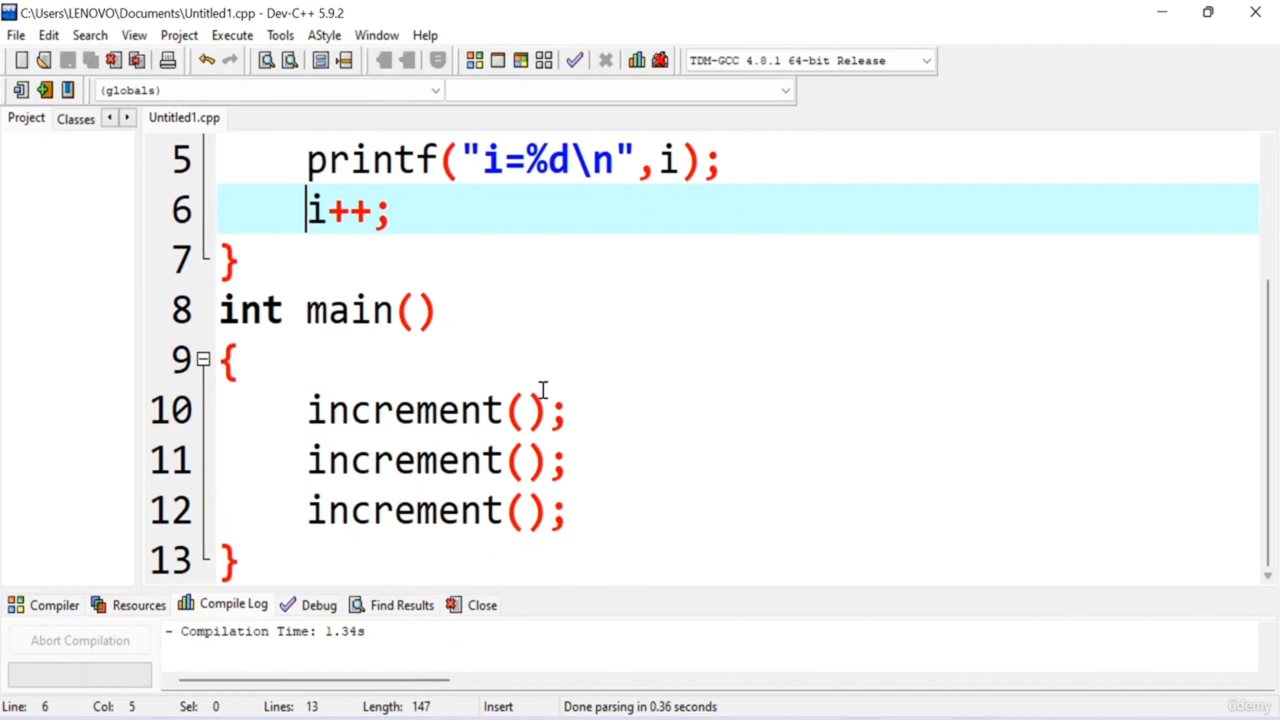 C:\Users\LENOVO\Documents\Untitled1.cpp - Dev-C++ 5.9.2
File Edit Search View Project Execute Tools AStyle Window Help
TDM-GCC 4.8.1 64-bit Release
(globals)
Project Classes Untitled1.cpp
5 printf("i=%d\n",i);
6 i++;
7 }
8 int main()
9 {
10 increment();
11 increment();
12 increment();
13 }
Compiler Resources Compile Log Debug Find Results Close
Abort Compilation - Compilation Time: 1.34s
Line: 6 Col: 5 Sel: 0 Lines: 13 Length: 147 Insert Done parsing in 0.36 seconds
ûdemy